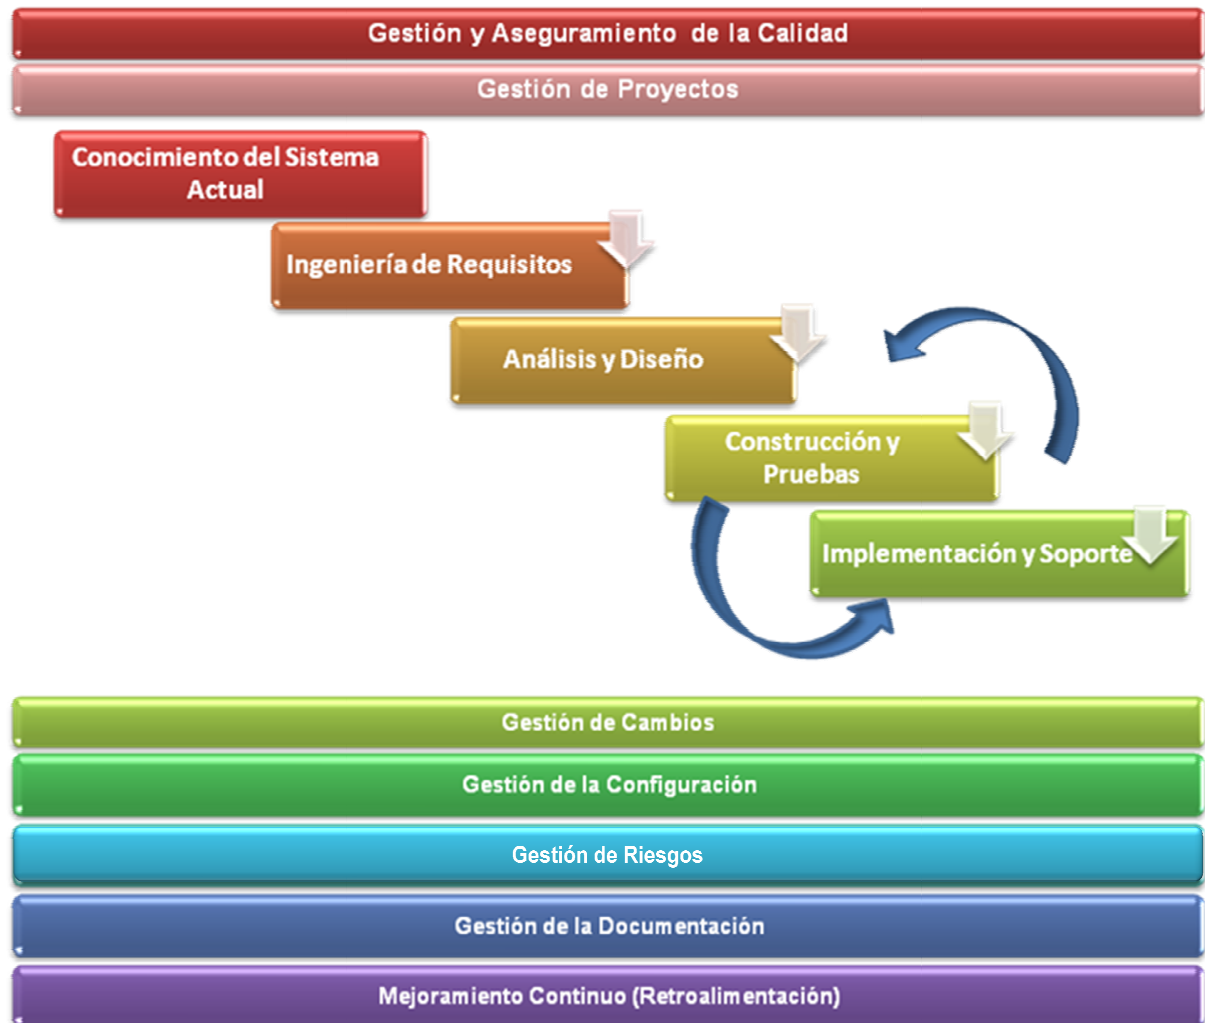 Gestión y Aseguramiento de la Calidad
Gestión de Proyectos
Conocimiento del Sistema
Actual
Ingeniería de Requisitos
Análisis y Diseño
Construcción y
Pruebas
Implementación y Soporte
Gestión de Cambios
Gestión de la Configuración
Gestión de Riesgos
Gestión de la Documentación
Mejoramiento Continuo (Retroalimentación)